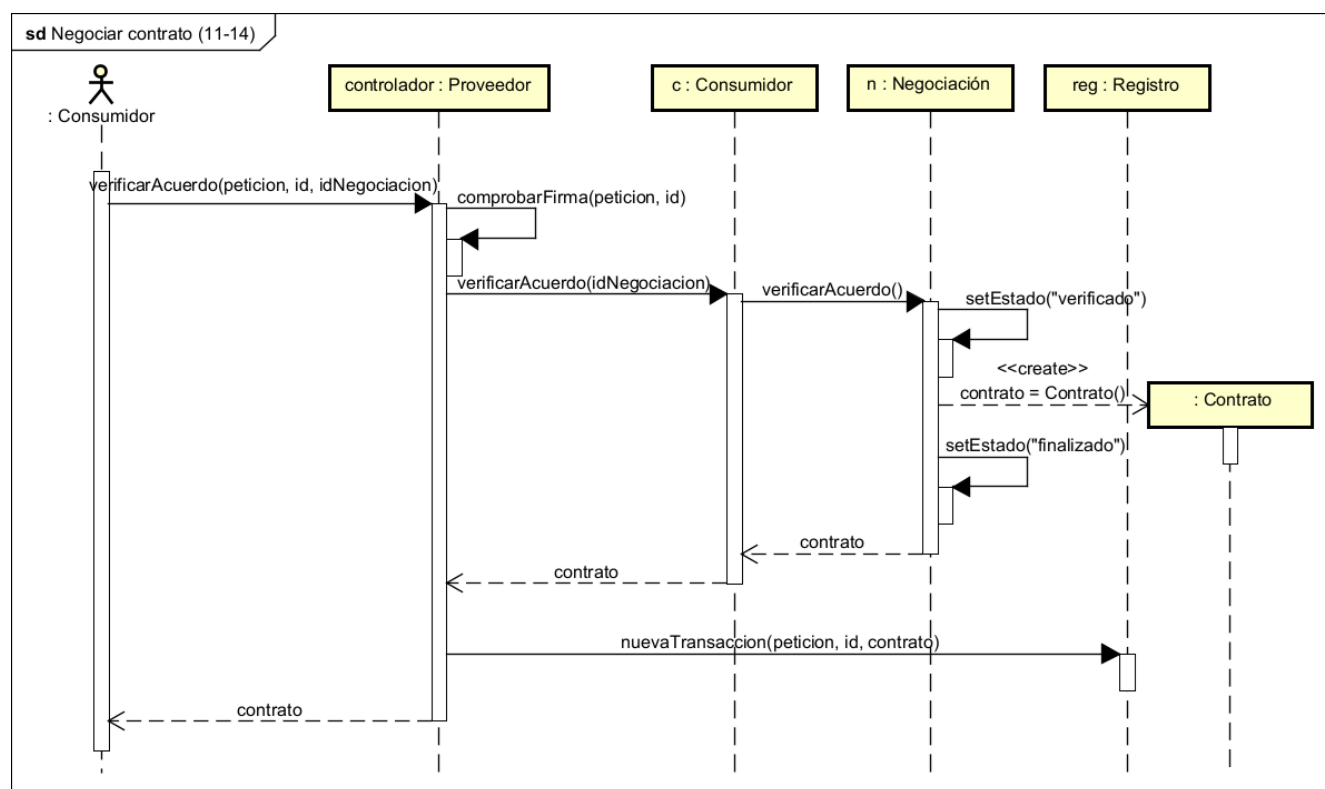 sd Negociar contrato (11-14)
: Consumidor
controlador : Proveedor
c : Consumidor
n : Negociación
reg : Registro
verificarAcuerdo(peticion, id, idNegociacion)
comprobarFirma(peticion, id)
verificarAcuerdo(idNegociacion)
verificarAcuerdo()
setEstado("verificado")
<<create>>
contrato = Contrato()
: Contrato
setEstado("finalizado")
contrato
contrato
nuevaTransaccion(peticion, id, contrato)
contrato